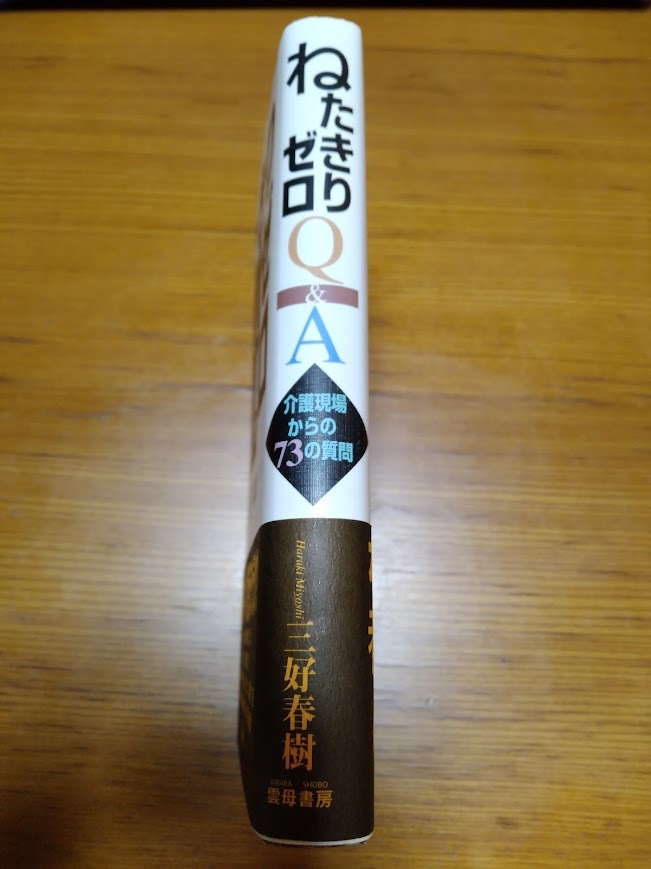 ねたきり
ゼロ
Q
&
A
介護現場
からの
73の質問
Haruki Miyoshi
三好春樹
KIRARA SHOBO
雲母書房